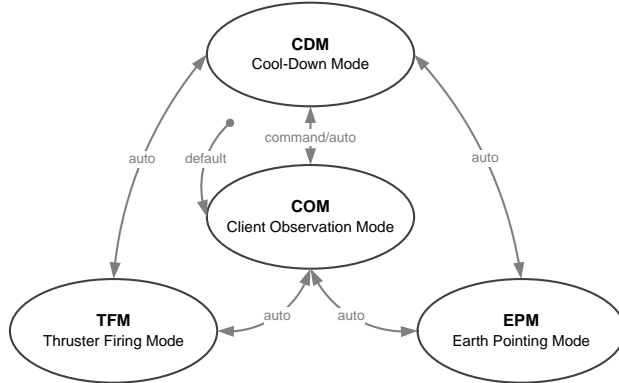 CDM
Cool-Down Mode
command/auto
auto
default
auto
COM
Client Observation Mode
auto
auto
TFM
Thruster Firing Mode
EPM
Earth Pointing Mode